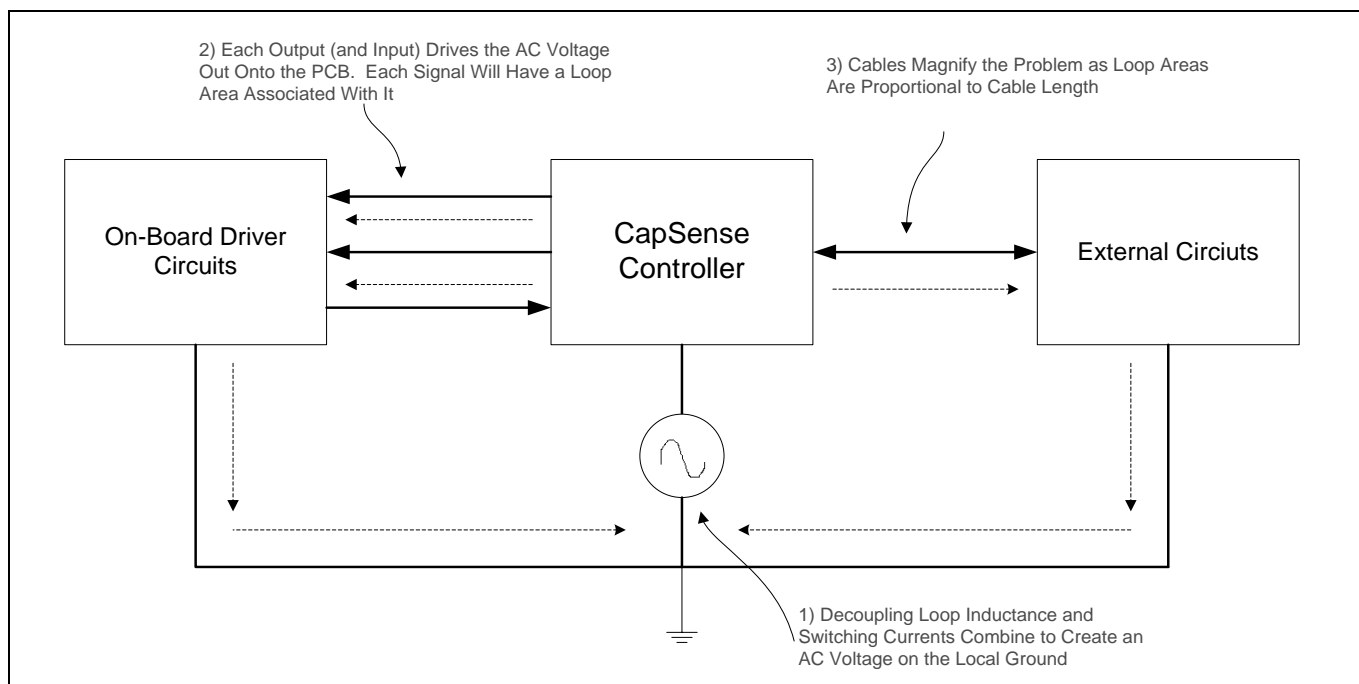 2) Each Output (and Input) Drives the AC Voltage
Out Onto the PCB.  Each Signal Will Have a Loop
Area Associated With It
3) Cables Magnify the Problem as Loop Areas
Are Proportional to Cable Length
On-Board Driver
Circuits
CapSense
Controller
External Circiuts
1) Decoupling Loop Inductance and
Switching Currents Combine to Create an
AC Voltage on the Local Ground